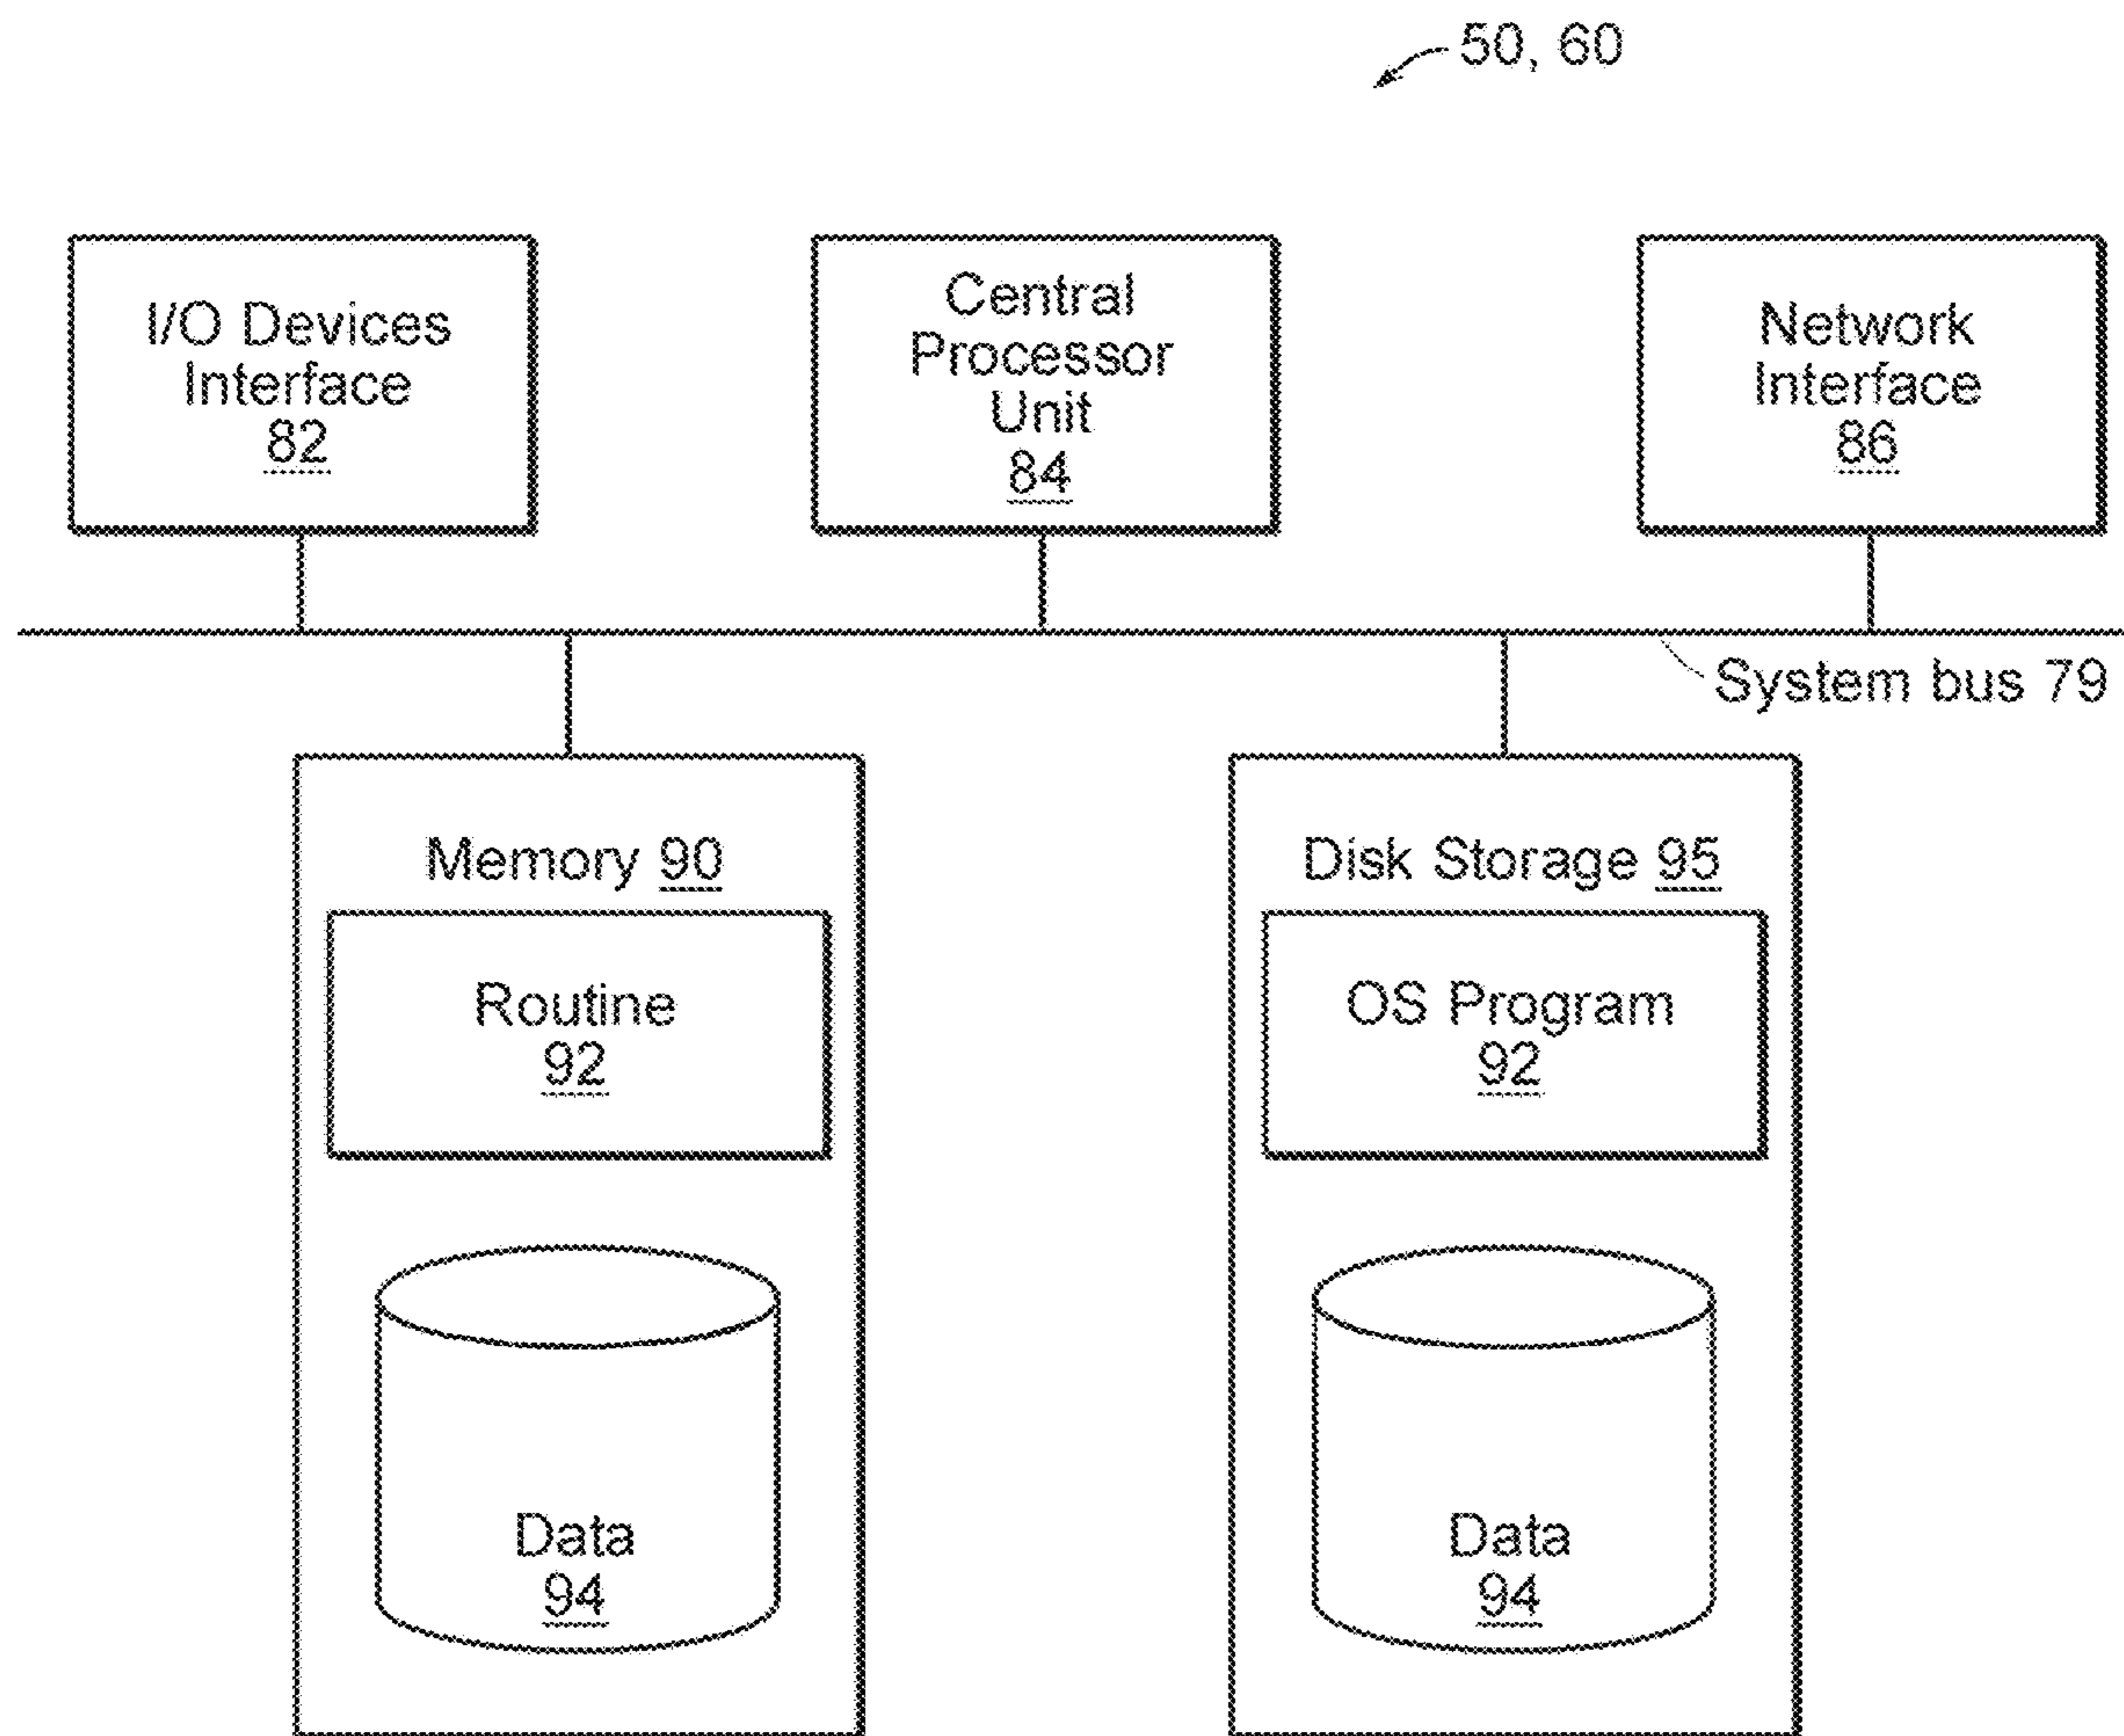 50, 60
I/O Devices
Interface
82
Central
Processor
Unit
84
Network
Interface
86
System bus 79
Memory 90
Routine
92
Data
94
Disk Storage 95
OS Program
92
Data
94